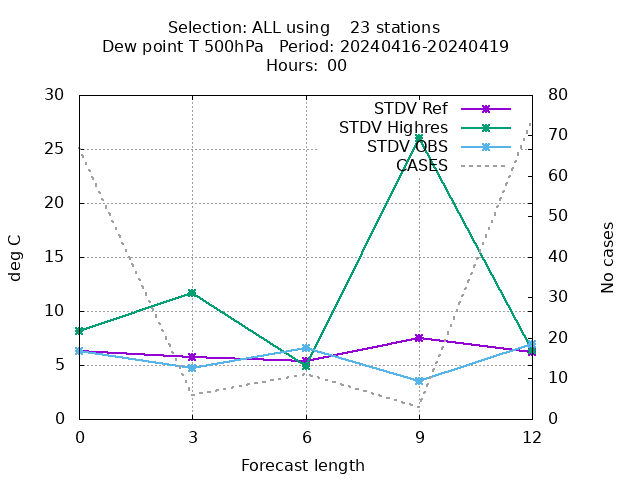 Selection: ALL using    23 stations
Dew point T 500hPa   Period: 20240416-20240419
Hours: 00
30
25
20
15
10
5
0
deg C
80
70
60
50
40
30
20
10
0
No cases
STDV Ref
STDV Highres
STDV OBS
CASES
0 3 6 9 12
Forecast length